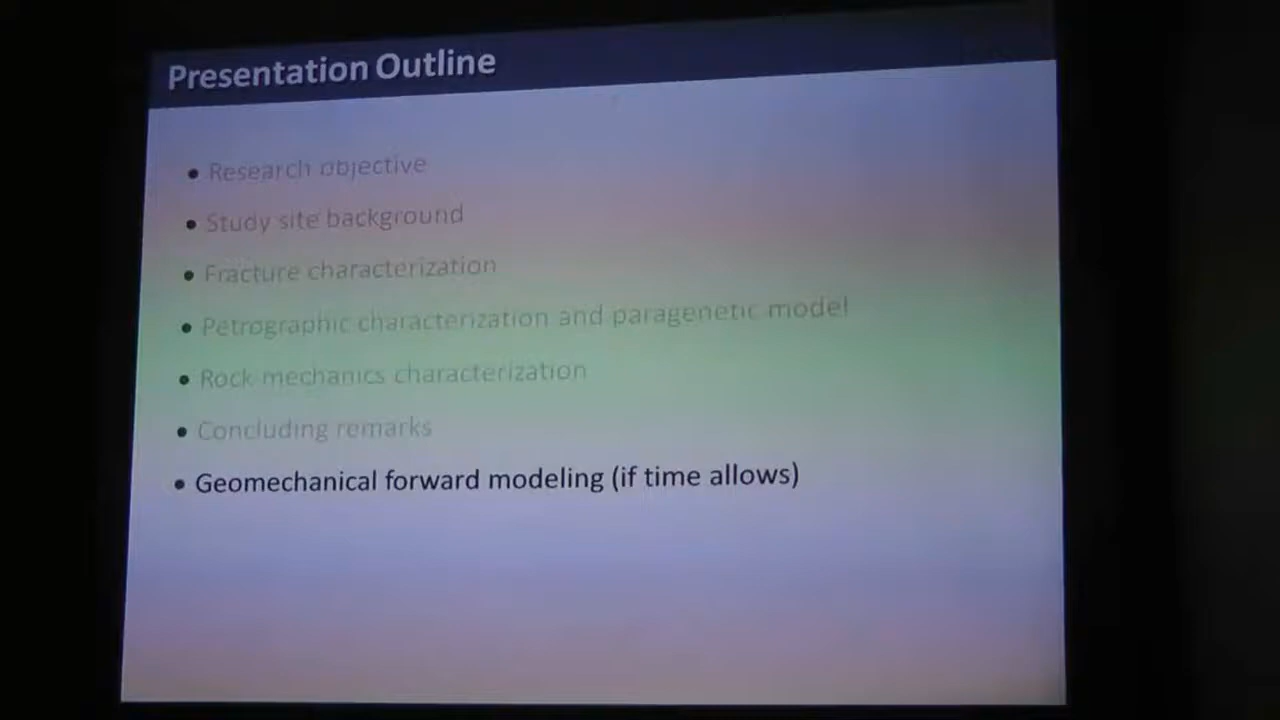 Presentation Outline
• Research objective
• Study site background
• Fracture characterization
• Petrographic characterization and paragenetic model
• Rock mechanics characterization
• Concluding remarks
• Geomechanical forward modeling (if time allows)